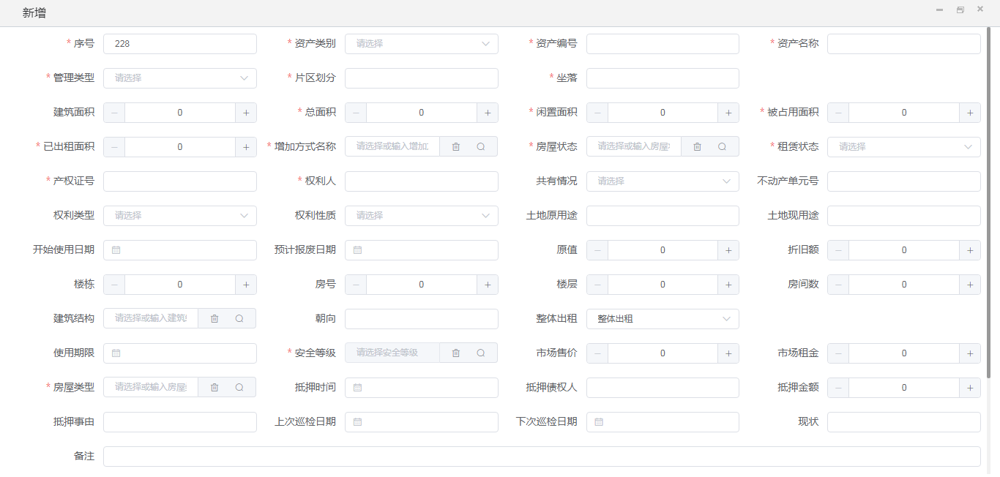 新增
* 序号 228 * 资产类别 请选择 * 资产编号 * 资产名称
* 管理类型 请选择 * 片区划分 * 坐落
建筑面积 0 * 总面积 0 * 闲置面积 0 * 被占用面积 0
* 已出租面积 0 * 增加方式名称 请选择或输入增加 * 房屋状态 请选择或输入房屋 * 租赁状态 请选择
* 产权证号 * 权利人 共有情况 请选择 不动产单元号
权利类型 请选择 权利性质 请选择 土地原用途 土地现用途
开始使用日期 预计报废日期 原值 0 折旧额 0
楼栋 0 房号 0 楼层 0 房间数 0
建筑结构 请选择或输入建筑 朝向 整体出租 整体出租
使用期限 * 安全等级 请选择安全等级 市场售价 0 市场租金 0
* 房屋类型 请选择或输入房屋 抵押时间 抵押债权人 抵押金额 0
抵押事由 上次巡检日期 下次巡检日期 现状
备注